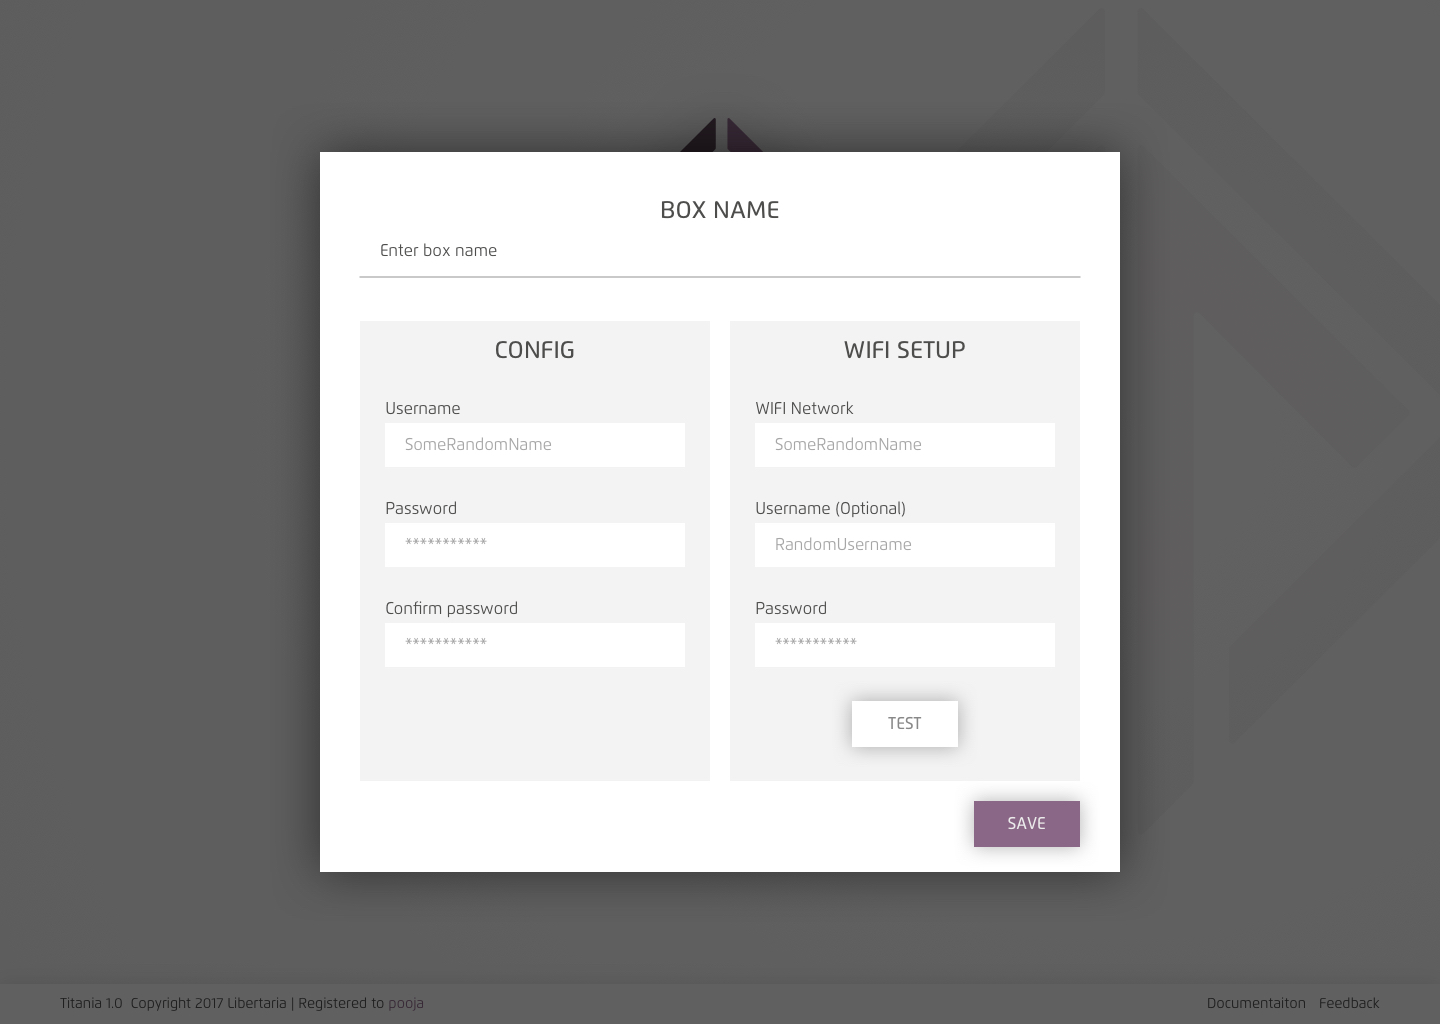 BOX NAME
Enter box name
CONFIG
Username
SomeRandomName
Password
***********
Confirm password
***********
WIFI SETUP
WIFI Network
SomeRandomName
Username (Optional)
RandomUsername
Password
***********
TEST
SAVE
Titania 1.0 Copyright 2017 Libertaria | Registered to pooja
Documentaiton Feedback